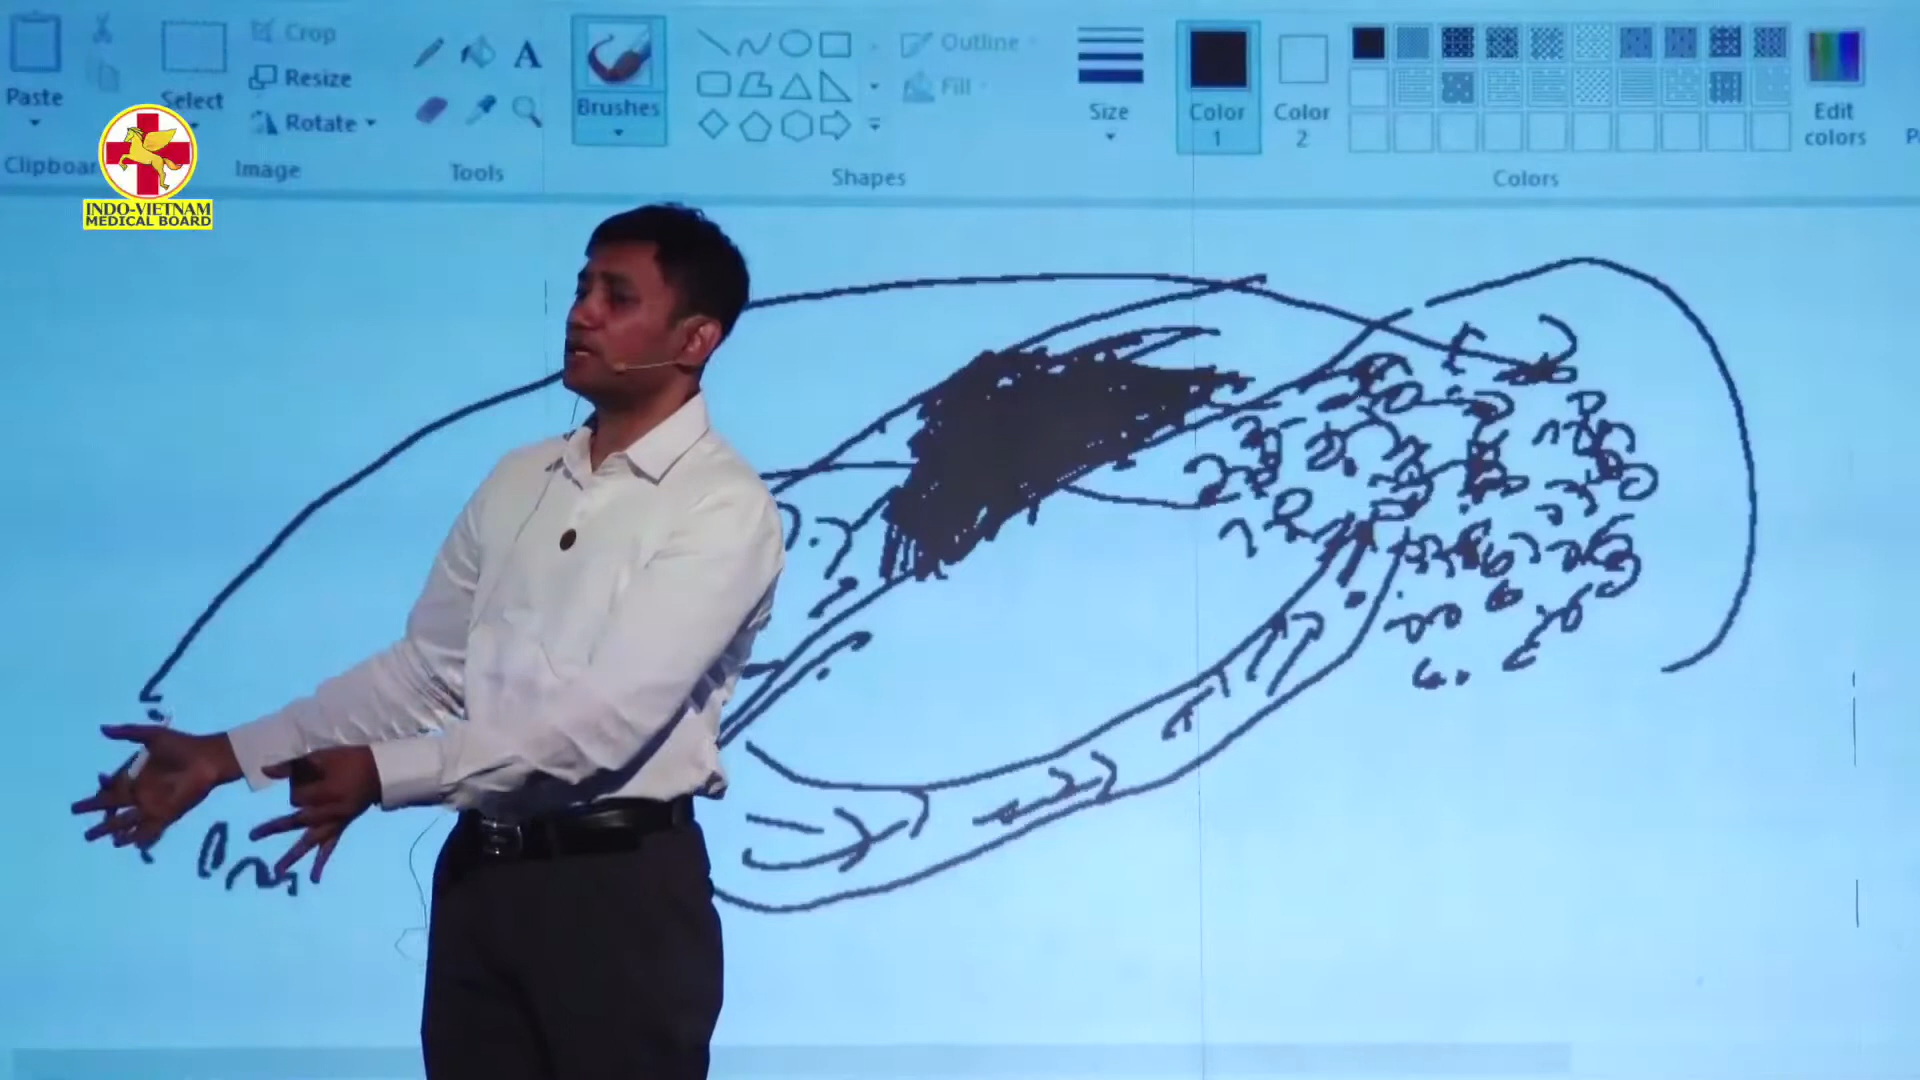 Paste
Clipboar
Select
Crop
Resize
Rotate
Image
A
Tools
Brushes
Shapes
Outline
Fill
Size
Color
1
Color
2
Colors
Edit
colors
INDO-VIETNAM
MEDICAL BOARD